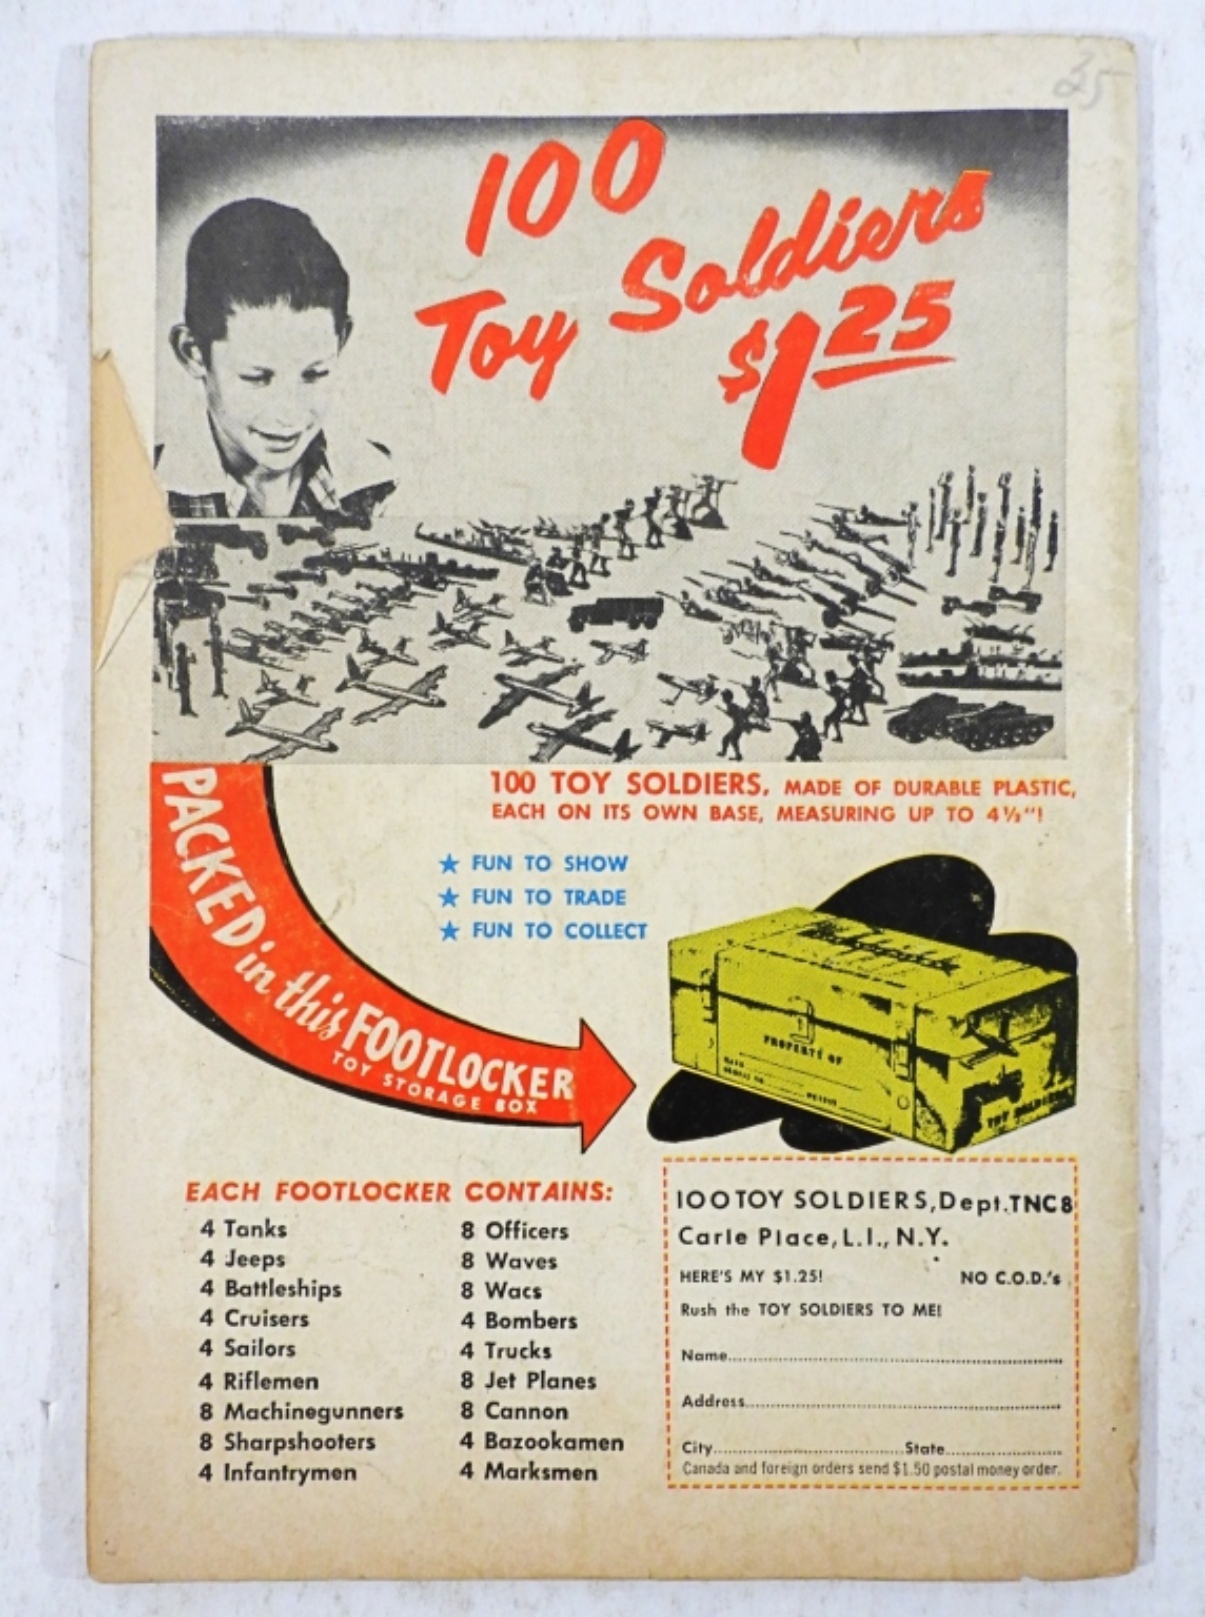 35
100
Toy Soldiers
$1.25
100 TOY SOLDIERS, MADE OF DURABLE PLASTIC,
EACH ON ITS OWN BASE, MEASURING UP TO 4½"!
★ FUN TO SHOW
★ FUN TO TRADE
★ FUN TO COLLECT
PACKED in this FOOTLOCKER
TOY STORAGE BOX
PROPERTY OF
TOY SOLDIERS
EACH FOOTLOCKER CONTAINS:
4 Tanks
4 Jeeps
4 Battleships
4 Cruisers
4 Sailors
4 Riflemen
8 Machinegunners
8 Sharpshooters
4 Infantrymen
8 Officers
8 Waves
8 Wacs
4 Bombers
4 Trucks
8 Jet Planes
8 Cannon
4 Bazookamen
4 Marksmen
100 TOY SOLDIERS, Dept. TNC8
Carle Place, L.I., N.Y.
HERE'S MY $1.25! NO C.O.D.'s
Rush the TOY SOLDIERS TO ME!
Name
Address
City State
Canada and foreign orders send $1.50 postal money order.